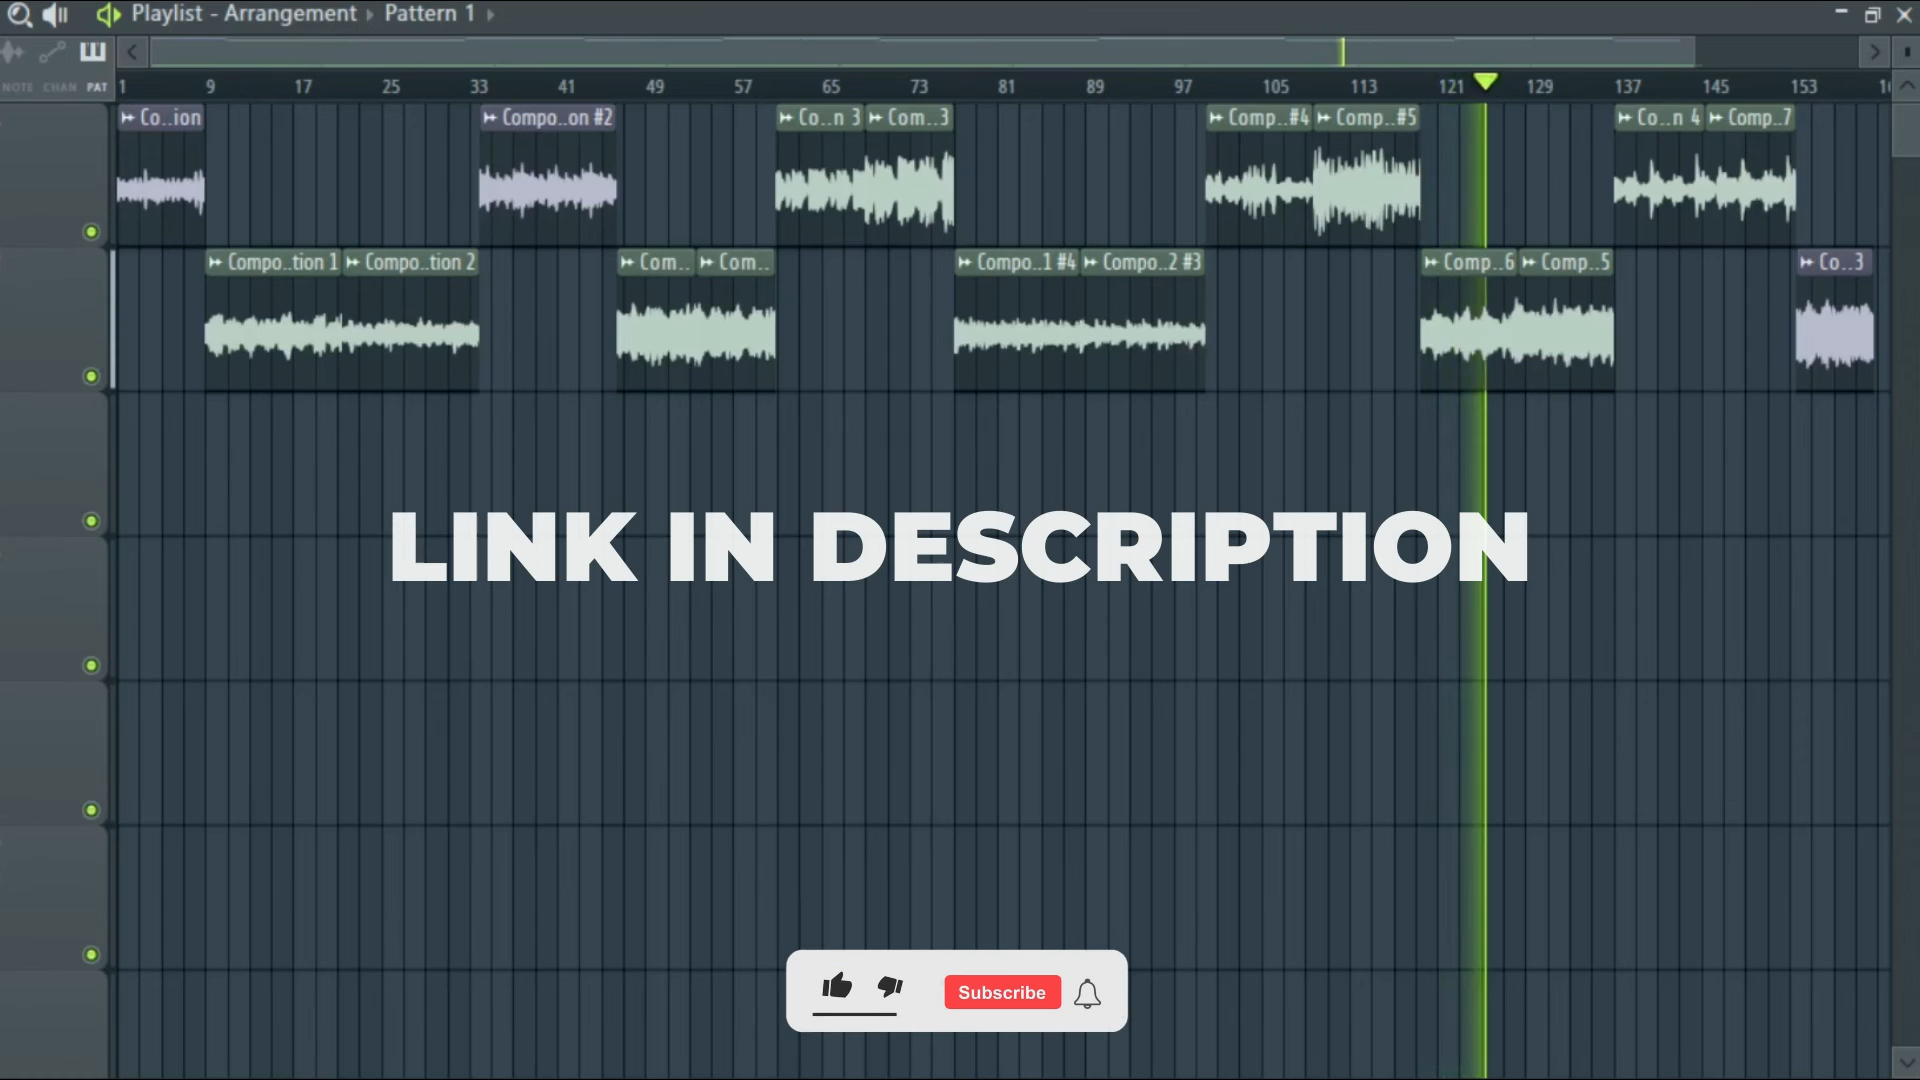 Playlist - Arrangement Pattern 1
NOTE CHAN PAT
1 9 17 25 33 41 49 57 65 73 81 89 97 105 113 121 129 137 145 153
Co..ion Compo..on #2 Co..n 3 Com..3 Comp..#4 Comp..#5 Co..n 4 Comp..7
Compo..tion 1 Compo..tion 2 Com.. Com.. Compo..1 #4 Compo..2 #3 Comp..6 Comp..5 Co..3
LINK IN DESCRIPTION
Subscribe